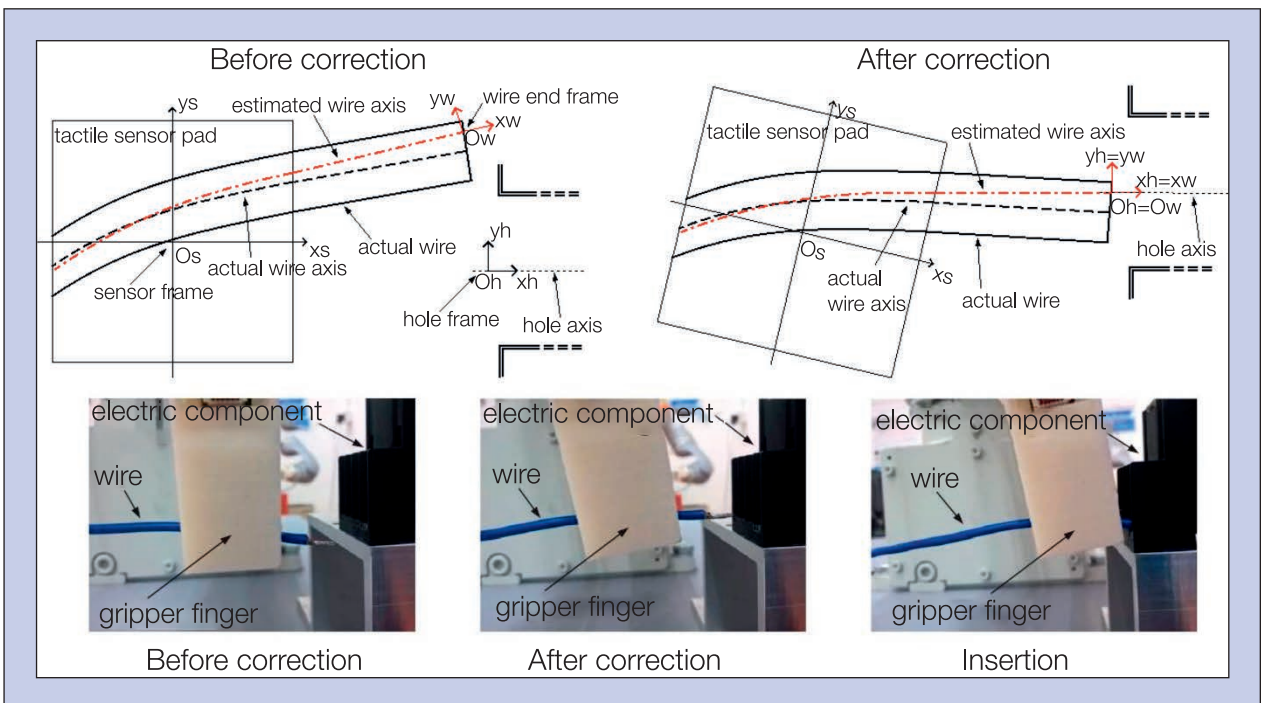 Before correction
ys
estimated wire axis
yw
wire end frame
xw
tactile sensor pad
Ow
Os
xs
actual wire axis
actual wire
sensor frame
yh
Oh
xh
hole frame
hole axis
After correction
ys
tactile sensor pad
estimated wire axis
yh=yw
xh=xw
Oh=Ow
Os
hole axis
xs
actual
wire axis
actual wire
electric component
wire
gripper finger
Before correction
electric component
wire
gripper finger
After correction
electric component
wire
gripper finger
Insertion